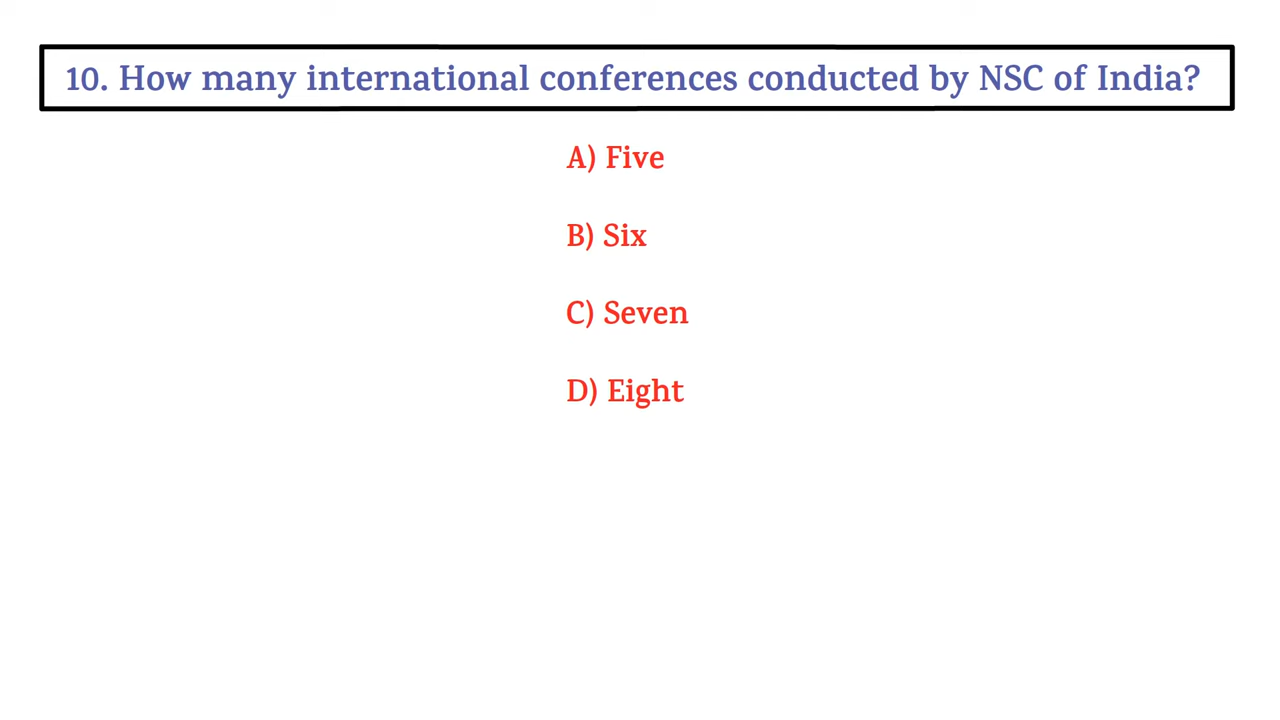 10. How many international conferences conducted by NSC of India?
A) Five
B) Six
C) Seven
D) Eight